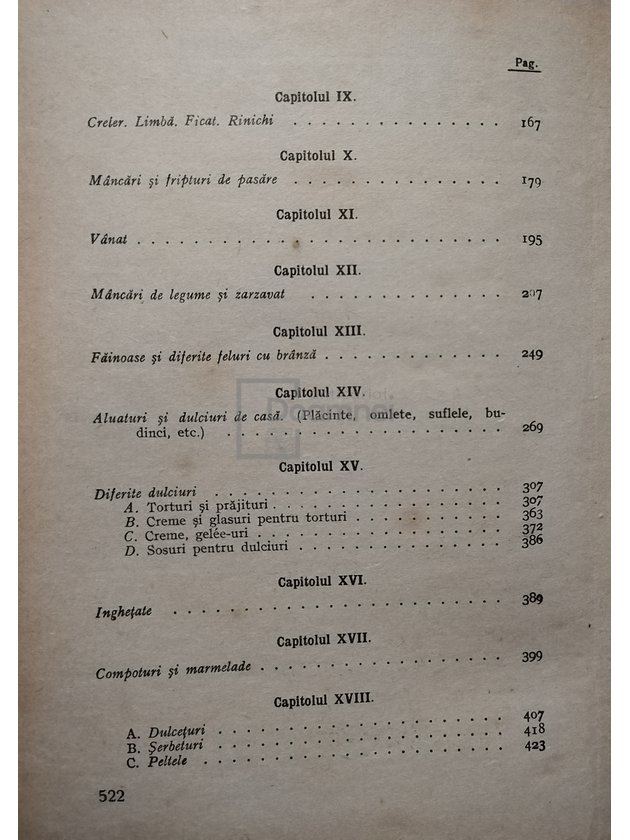 Pag.
Capitolul IX.
Creier. Limbă. Ficat. Rinichi . . . . . . . . . . . . . . . 167
Capitolul X.
Mâncări și fripturi de pasăre . . . . . . . . . . . . . . . 179
Capitolul XI.
Vânat . . . . . . . . . . . . . . . . . . . . . . . . . . 195
Capitolul XII.
Mâncări de legume și zarzavat . . . . . . . . . . . . . . 207
Capitolul XIII.
Făinoase și diferite feluri cu brânză . . . . . . . . . . . . . 249
Capitolul XIV.
Aluaturi și dulciuri de casă. (Plăcinte, omlete, suflele, bu-
dinci, etc.) . . . . . . . . . . . . . . . . . . . . 269
Capitolul XV.
Diferite dulciuri . . . . . . . . . . . . . . . . . . . . 307
A. Torturi și prăjituri . . . . . . . . . . . . . . . . 307
B. Creme și glasuri pentru torturi . . . . . . . . . . 363
C. Creme, gelée-uri . . . . . . . . . . . . . . . . . 372
D. Sosuri pentru dulciuri . . . . . . . . . . . . . . 386
Capitolul XVI.
Inghețate . . . . . . . . . . . . . . . . . . . . . . . 389
Capitolul XVII.
Compoturi și marmelade . . . . . . . . . . . . . . . . . 399
Capitolul XVIII.
A. Dulcețuri . . . . . . . . . . . . . . . . . . . . 407
B. Șerbeturi . . . . . . . . . . . . . . . . . . . . 418
C. Peltele . . . . . . . . . . . . . . . . . . . . . 423
522